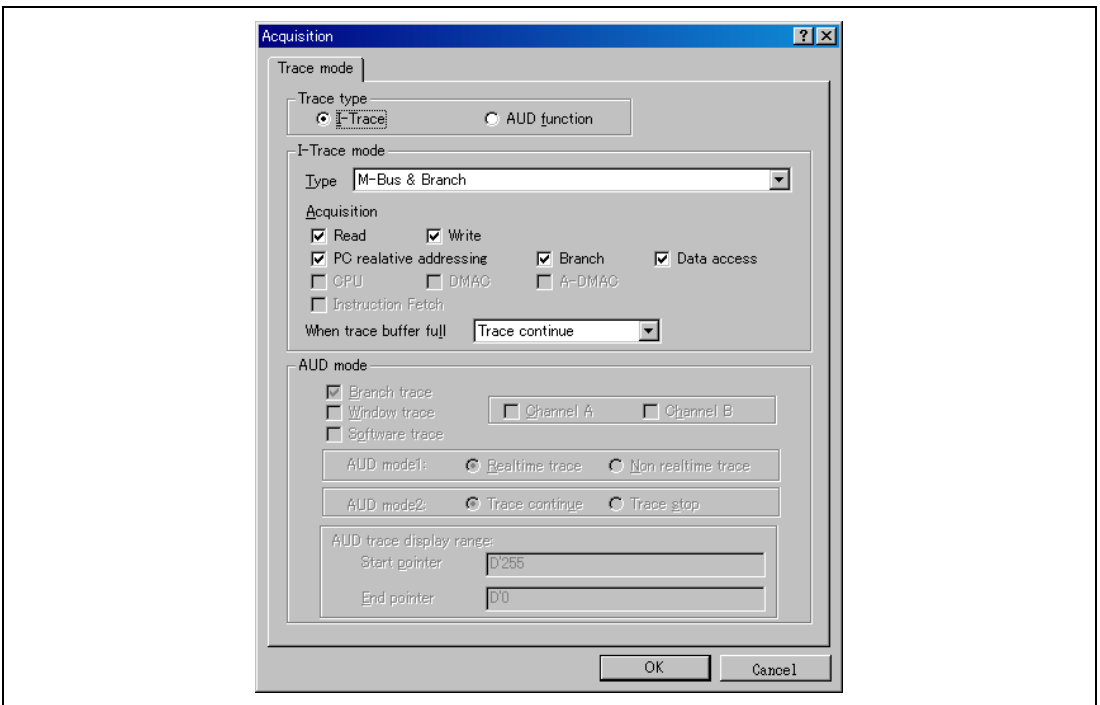 Acquisition
Trace mode
Trace type
I-Trace AUD function
I-Trace mode
Type M-Bus & Branch
Acquisition
Read Write
PC realative addressing Branch Data access
CPU DMAC A-DMAC
Instruction Fetch
When trace buffer full Trace continue
AUD mode
Branch trace
Window trace Channel A Channel B
Software trace
AUD mode1: Realtime trace Non realtime trace
AUD mode2: Trace continue Trace stop
AUD trace display range:
Start pointer D'255
End pointer D'0
OK Cancel